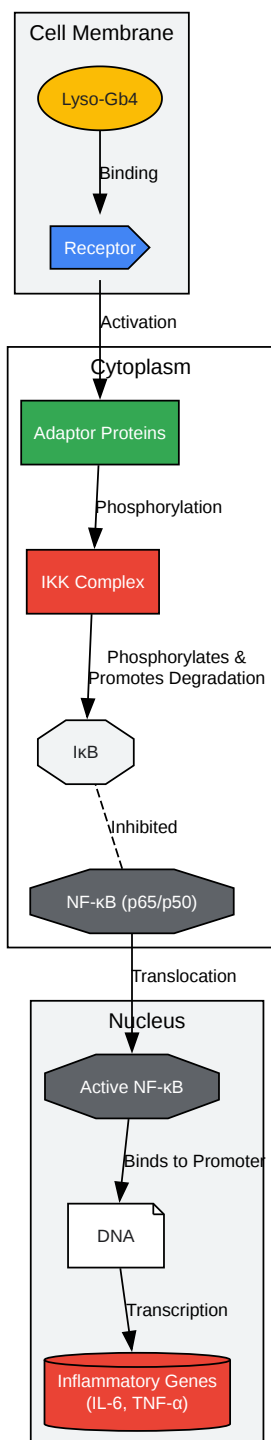 Cell Membrane
Lyso-Gb4
Binding
Receptor
Activation
Cytoplasm
Adaptor Proteins
Phosphorylation
IKK Complex
Phosphorylates &
Promotes Degradation
IκB
Inhibited
NF-κB (p65/p50)
Translocation
Nucleus
Active NF-κB
Binds to Promoter
DNA
Transcription
Inflammatory Genes
(IL-6, TNF-α)